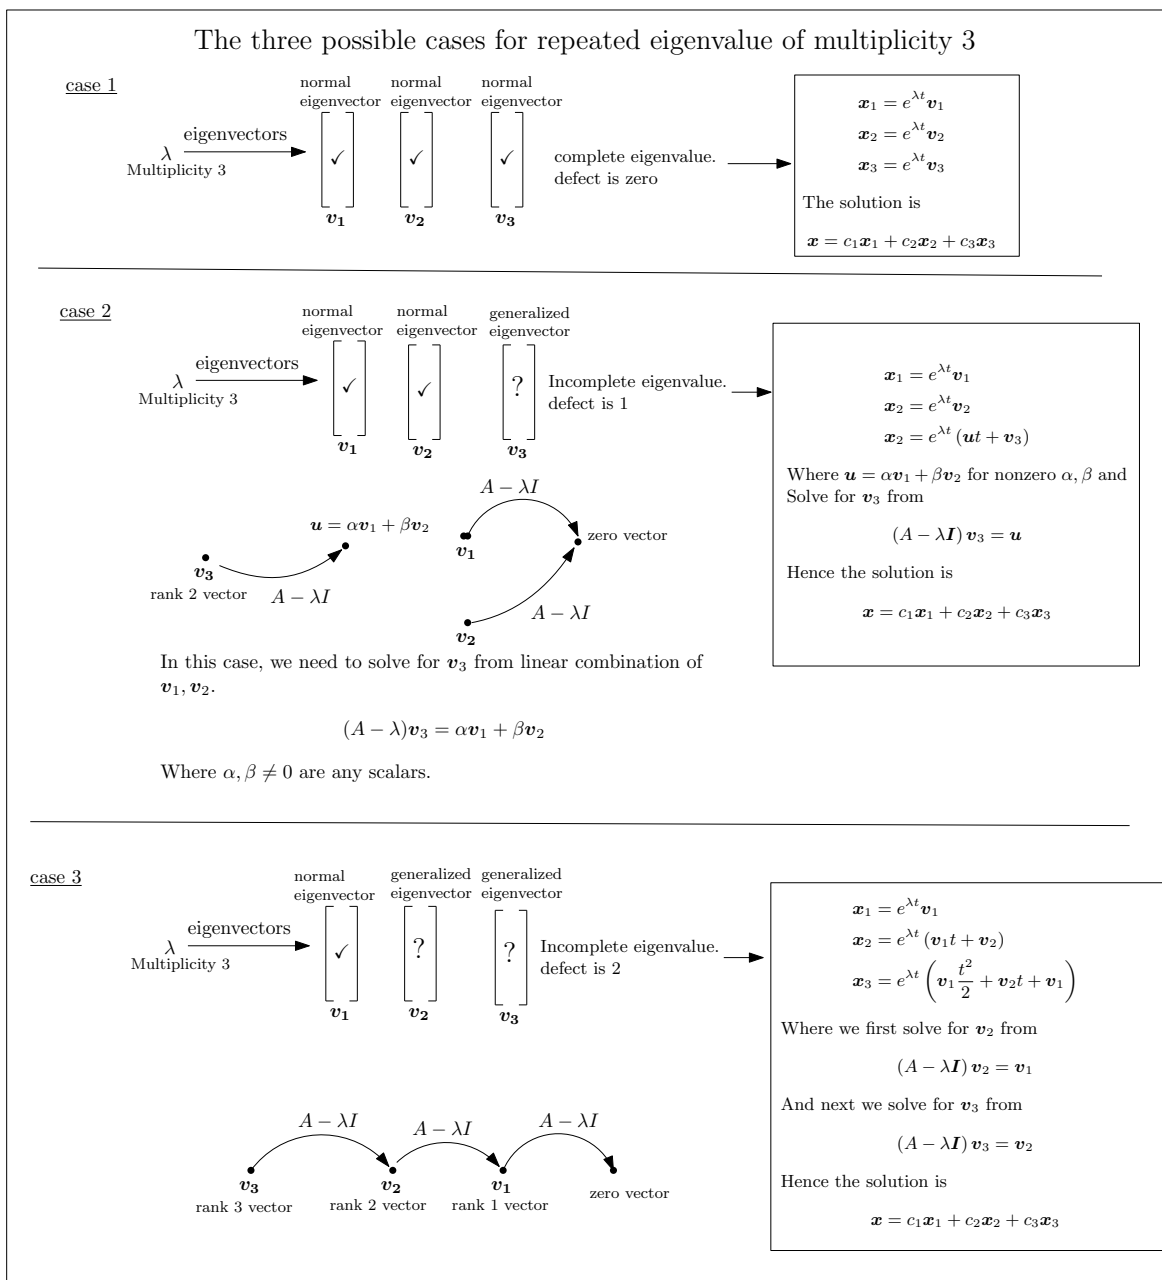 The three possible cases for repeated eigenvalue of multiplicity 3
case 1
normal eigenvector
normal eigenvector
normal eigenvector
eigenvectors
λ
Multiplicity 3
✓ ✓ ✓
v₁ v₂ v₃
complete eigenvalue.
defect is zero
x₁ = e^{λt} v₁
x₂ = e^{λt} v₂
x₃ = e^{λt} v₃
The solution is
x = c₁x₁ + c₂x₂ + c₃x₃
case 2
normal eigenvector
normal eigenvector
generalized eigenvector
eigenvectors
λ
Multiplicity 3
✓ ✓ ?
v₁ v₂ v₃
Incomplete eigenvalue.
defect is 1
x₁ = e^{λt} v₁
x₂ = e^{λt} v₂
x₂ = e^{λt} (ut + v₃)
Where u = αv₁ + βv₂ for nonzero α, β and
Solve for v₃ from
(A − λI) v₃ = u
Hence the solution is
x = c₁x₁ + c₂x₂ + c₃x₃
A − λI
u = αv₁ + βv₂
v₁
zero vector
v₃
rank 2 vector
A − λI
A − λI
v₂
In this case, we need to solve for v₃ from linear combination of
v₁, v₂.
(A − λ)v₃ = αv₁ + βv₂
Where α, β ≠ 0 are any scalars.
case 3
normal eigenvector
generalized eigenvector
generalized eigenvector
eigenvectors
λ
Multiplicity 3
✓ ? ?
v₁ v₂ v₃
Incomplete eigenvalue.
defect is 2
x₁ = e^{λt} v₁
x₂ = e^{λt} (v₁t + v₂)
x₃ = e^{λt} (v₁ t²/2 + v₂t + v₁)
Where we first solve for v₂ from
(A − λI) v₂ = v₁
And next we solve for v₃ from
(A − λI) v₃ = v₂
Hence the solution is
x = c₁x₁ + c₂x₂ + c₃x₃
A − λI A − λI A − λI
v₃
rank 3 vector
v₂
rank 2 vector
v₁
rank 1 vector
zero vector